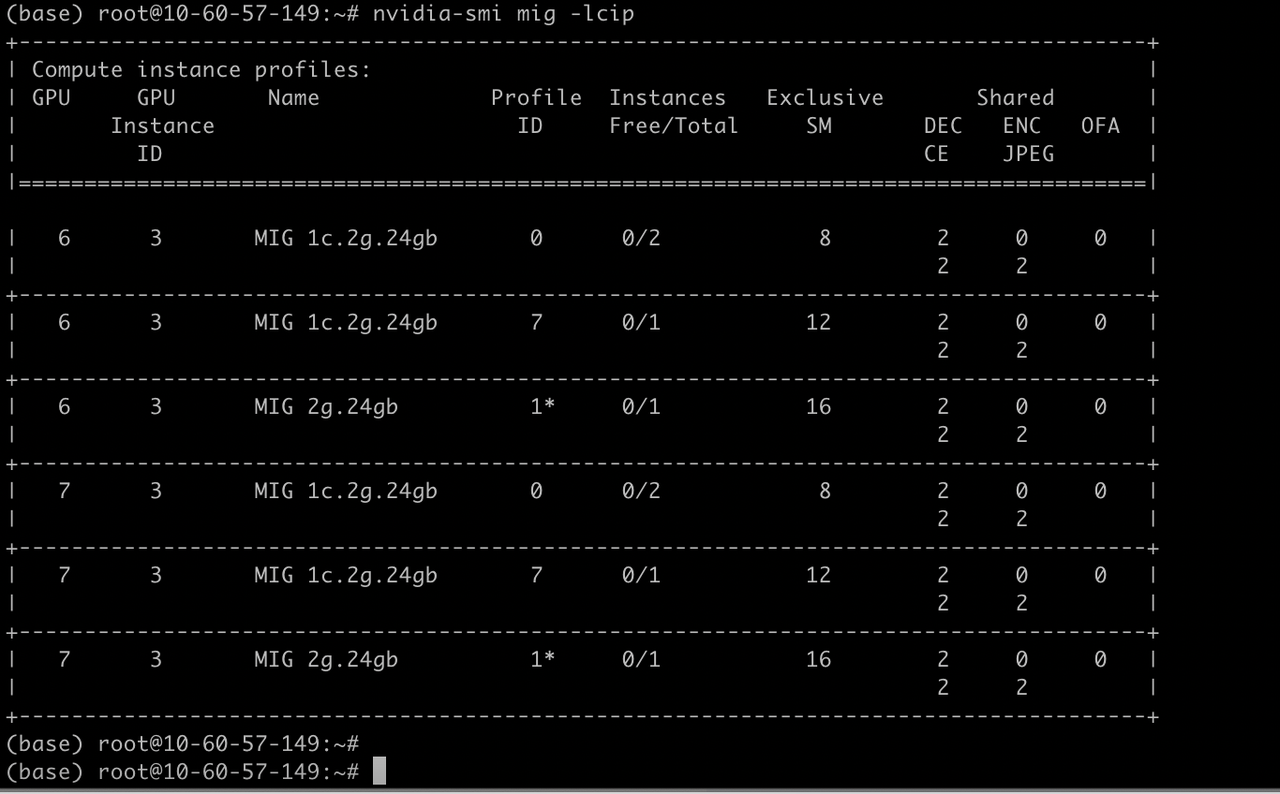 (base) root@10-60-57-149:~# nvidia-smi mig -lcip
+--------------------------------------------------------------------------------------+
| Compute instance profiles:                                                           |
| GPU     GPU       Name             Profile  Instances   Exclusive       Shared       |
|       Instance                       ID     Free/Total     SM       DEC   ENC   OFA  |
|         ID                                                          CE    JPEG       |
|======================================================================================|

|   6      3       MIG 1c.2g.24gb       0      0/2            8        2     0     0   |
|                                                                      2     2         |
+--------------------------------------------------------------------------------------+
|   6      3       MIG 1c.2g.24gb       7      0/1           12        2     0     0   |
|                                                                      2     2         |
+--------------------------------------------------------------------------------------+
|   6      3       MIG 2g.24gb          1*     0/1           16        2     0     0   |
|                                                                      2     2         |
+--------------------------------------------------------------------------------------+
|   7      3       MIG 1c.2g.24gb       0      0/2            8        2     0     0   |
|                                                                      2     2         |
+--------------------------------------------------------------------------------------+
|   7      3       MIG 1c.2g.24gb       7      0/1           12        2     0     0   |
|                                                                      2     2         |
+--------------------------------------------------------------------------------------+
|   7      3       MIG 2g.24gb          1*     0/1           16        2     0     0   |
|                                                                      2     2         |
+--------------------------------------------------------------------------------------+
(base) root@10-60-57-149:~#
(base) root@10-60-57-149:~#